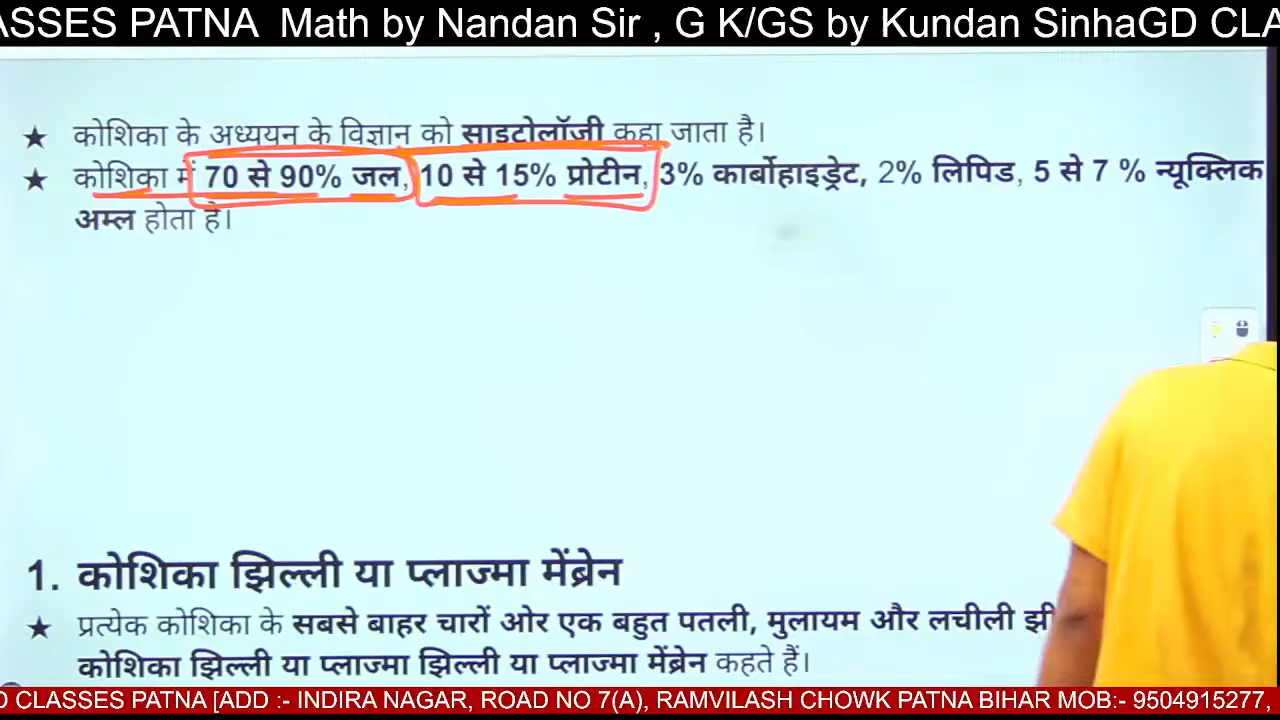 ASSES PATNA Math by Nandan Sir , G K/GS by Kundan SinhaGD CLA
★ कोशिका के अध्ययन के विज्ञान को साइटोलॉजी कहा जाता है।
★ कोशिका में 70 से 90% जल, 10 से 15% प्रोटीन, 3% कार्बोहाइड्रेट, 2% लिपिड, 5 से 7 % न्यूक्लिक
अम्ल होता है।
1. कोशिका झिल्ली या प्लाज्मा मेंब्रेन
★ प्रत्येक कोशिका के सबसे बाहर चारों ओर एक बहुत पतली, मुलायम और लचीली झी
कोशिका झिल्ली या प्लाज्मा झिल्ली या प्लाज्मा मेंब्रेन कहते हैं।
D CLASSES PATNA [ADD :- INDIRA NAGAR, ROAD NO 7(A), RAMVILASH CHOWK PATNA BIHAR MOB:- 9504915277,